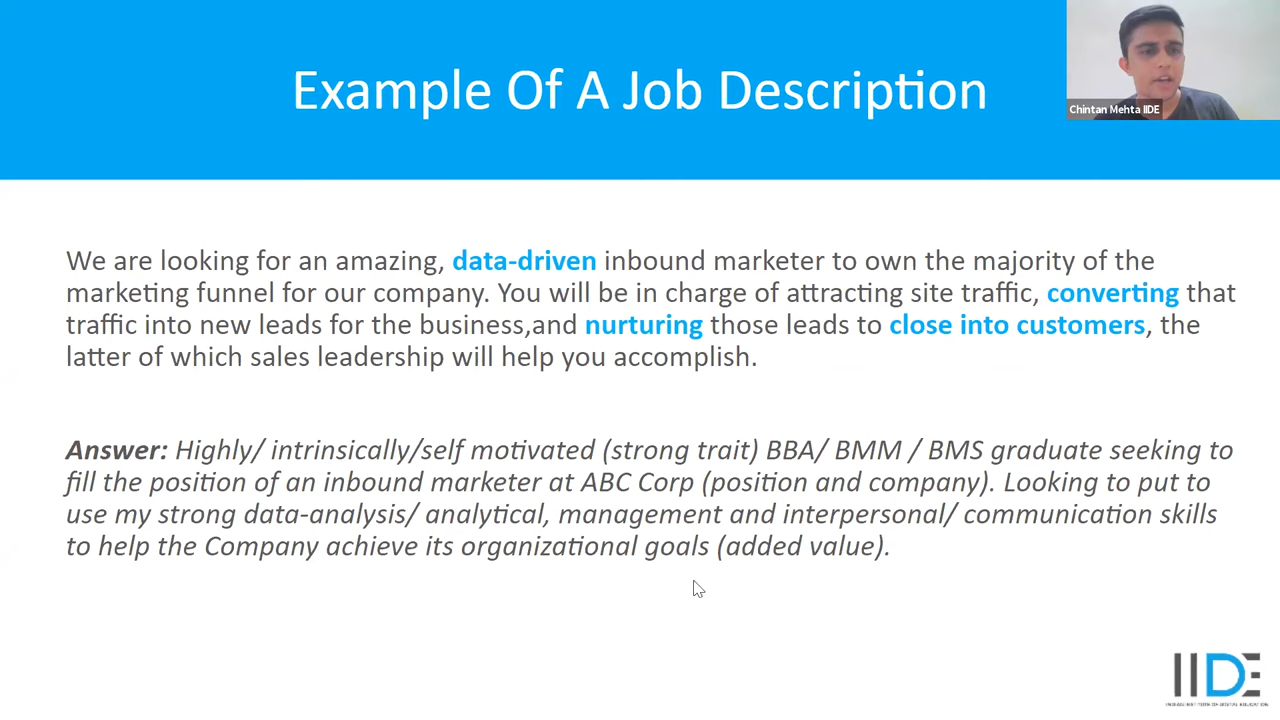 Example Of A Job Description
Chintan Mehta IIDE
We are looking for an amazing, data-driven inbound marketer to own the majority of the
marketing funnel for our company. You will be in charge of attracting site traffic, converting that
traffic into new leads for the business,and nurturing those leads to close into customers, the
latter of which sales leadership will help you accomplish.
Answer: Highly/ intrinsically/self motivated (strong trait) BBA/ BMM / BMS graduate seeking to
fill the position of an inbound marketer at ABC Corp (position and company). Looking to put to
use my strong data-analysis/ analytical, management and interpersonal/ communication skills
to help the Company achieve its organizational goals (added value).
IIDE